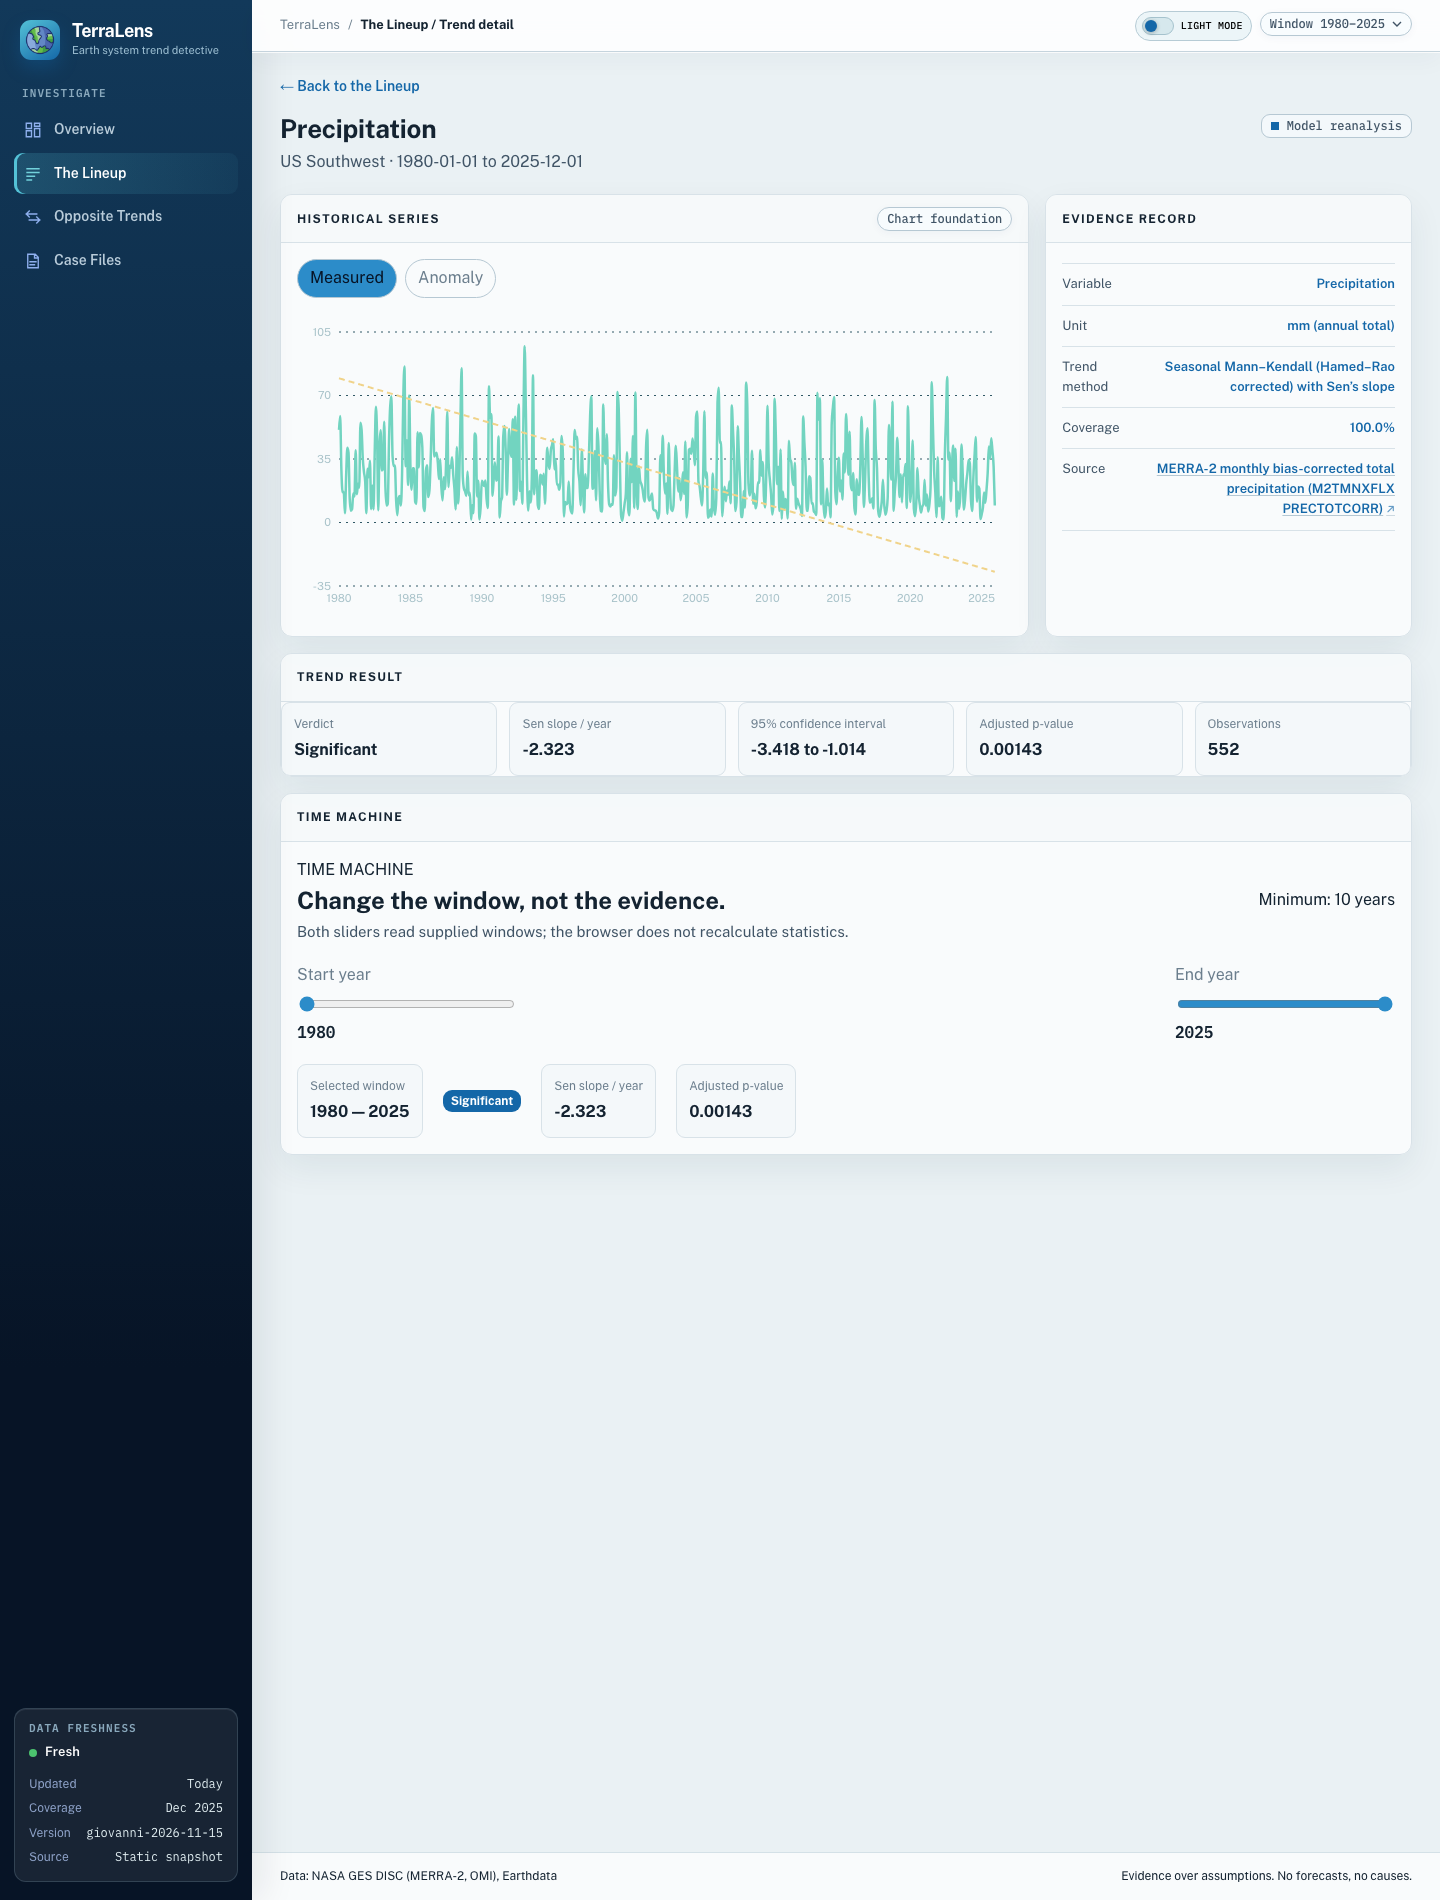 TerraLens
Earth system trend detective
INVESTIGATE
Overview
The Lineup
Opposite Trends
Case Files
DATA FRESHNESS
Fresh
Updated Today
Coverage Dec 2025
Version giovanni-2026-11-15
Source Static snapshot
TerraLens / The Lineup / Trend detail
LIGHT MODE
Window 1980–2025
← Back to the Lineup
Precipitation
Model reanalysis
US Southwest · 1980-01-01 to 2025-12-01
HISTORICAL SERIES
Chart foundation
Measured
Anomaly
105
70
35
0
-35
1980 1985 1990 1995 2000 2005 2010 2015 2020 2025
EVIDENCE RECORD
Variable Precipitation
Unit mm (annual total)
Trend method
Seasonal Mann–Kendall (Hamed–Rao
corrected) with Sen's slope
Coverage 100.0%
Source MERRA-2 monthly bias-corrected total
precipitation (M2TMNXFLX
PRECTOTCORR) ↗
TREND RESULT
Verdict
Significant
Sen slope / year
-2.323
95% confidence interval
-3.418 to -1.014
Adjusted p-value
0.00143
Observations
552
TIME MACHINE
TIME MACHINE
Change the window, not the evidence.
Minimum: 10 years
Both sliders read supplied windows; the browser does not recalculate statistics.
Start year
1980
End year
2025
Selected window
1980 — 2025
Significant
Sen slope / year
-2.323
Adjusted p-value
0.00143
Data: NASA GES DISC (MERRA-2, OMI), Earthdata
Evidence over assumptions. No forecasts, no causes.